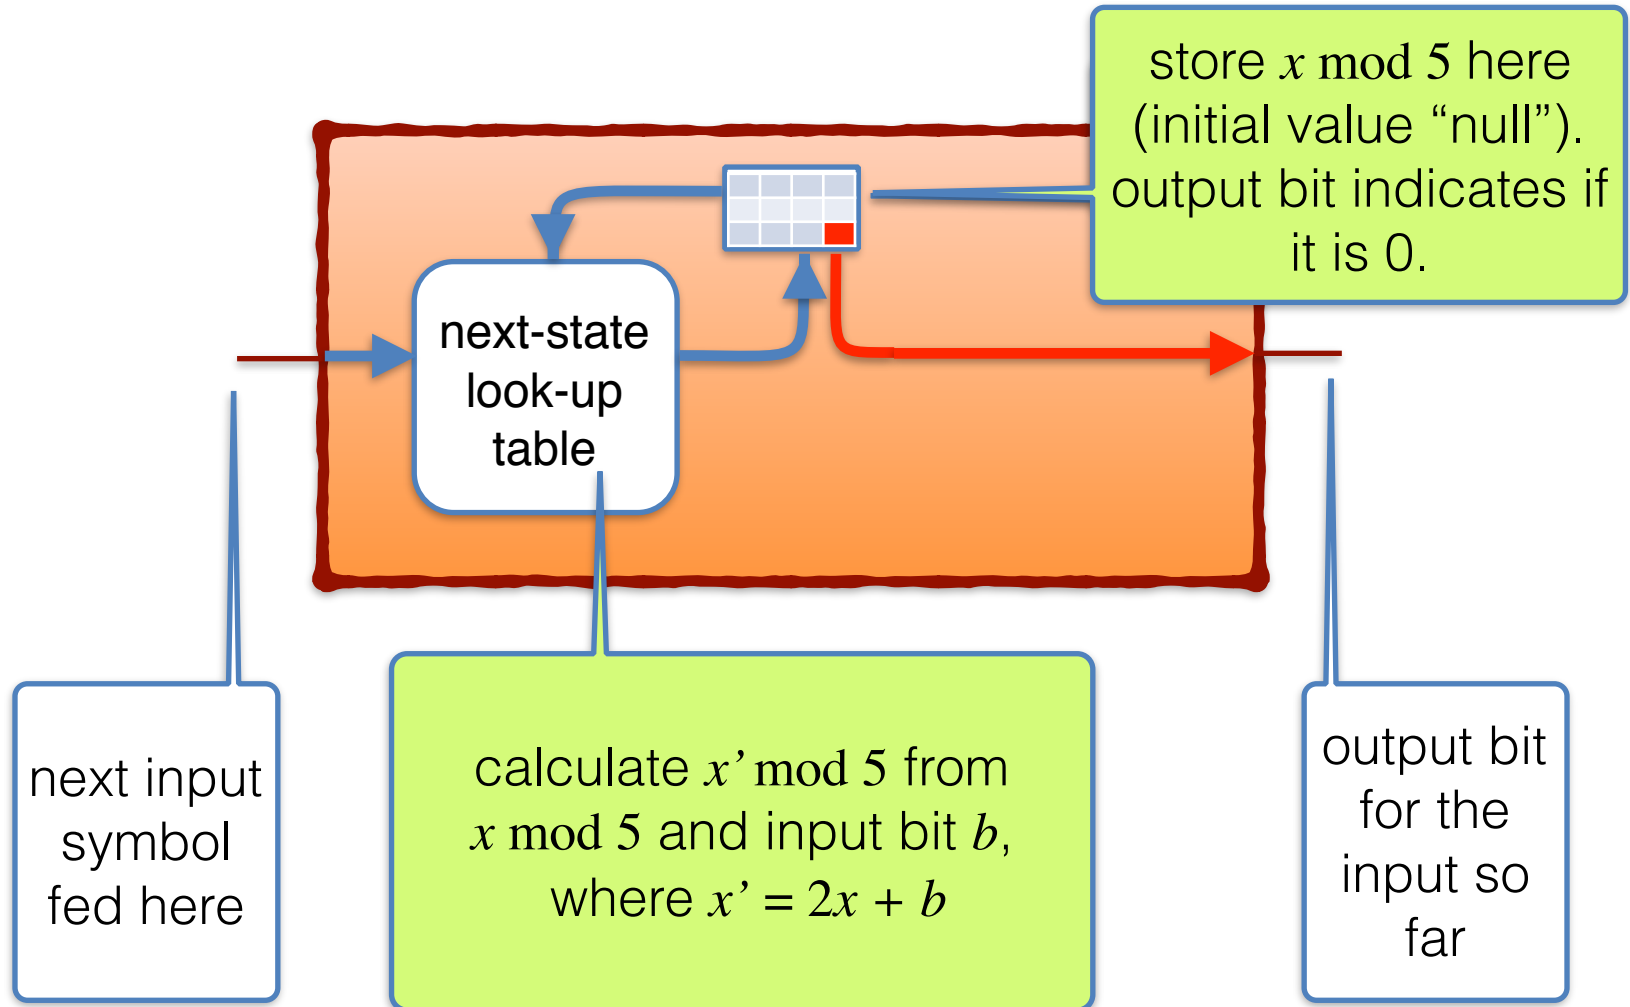 store x mod 5 here
(initial value “null”).
output bit indicates if
it is 0.
next-state
look-up
table
next input
symbol
fed here
calculate x’ mod 5 from
x mod 5 and input bit b,
where x’ = 2x + b
output bit
for the
input so
far